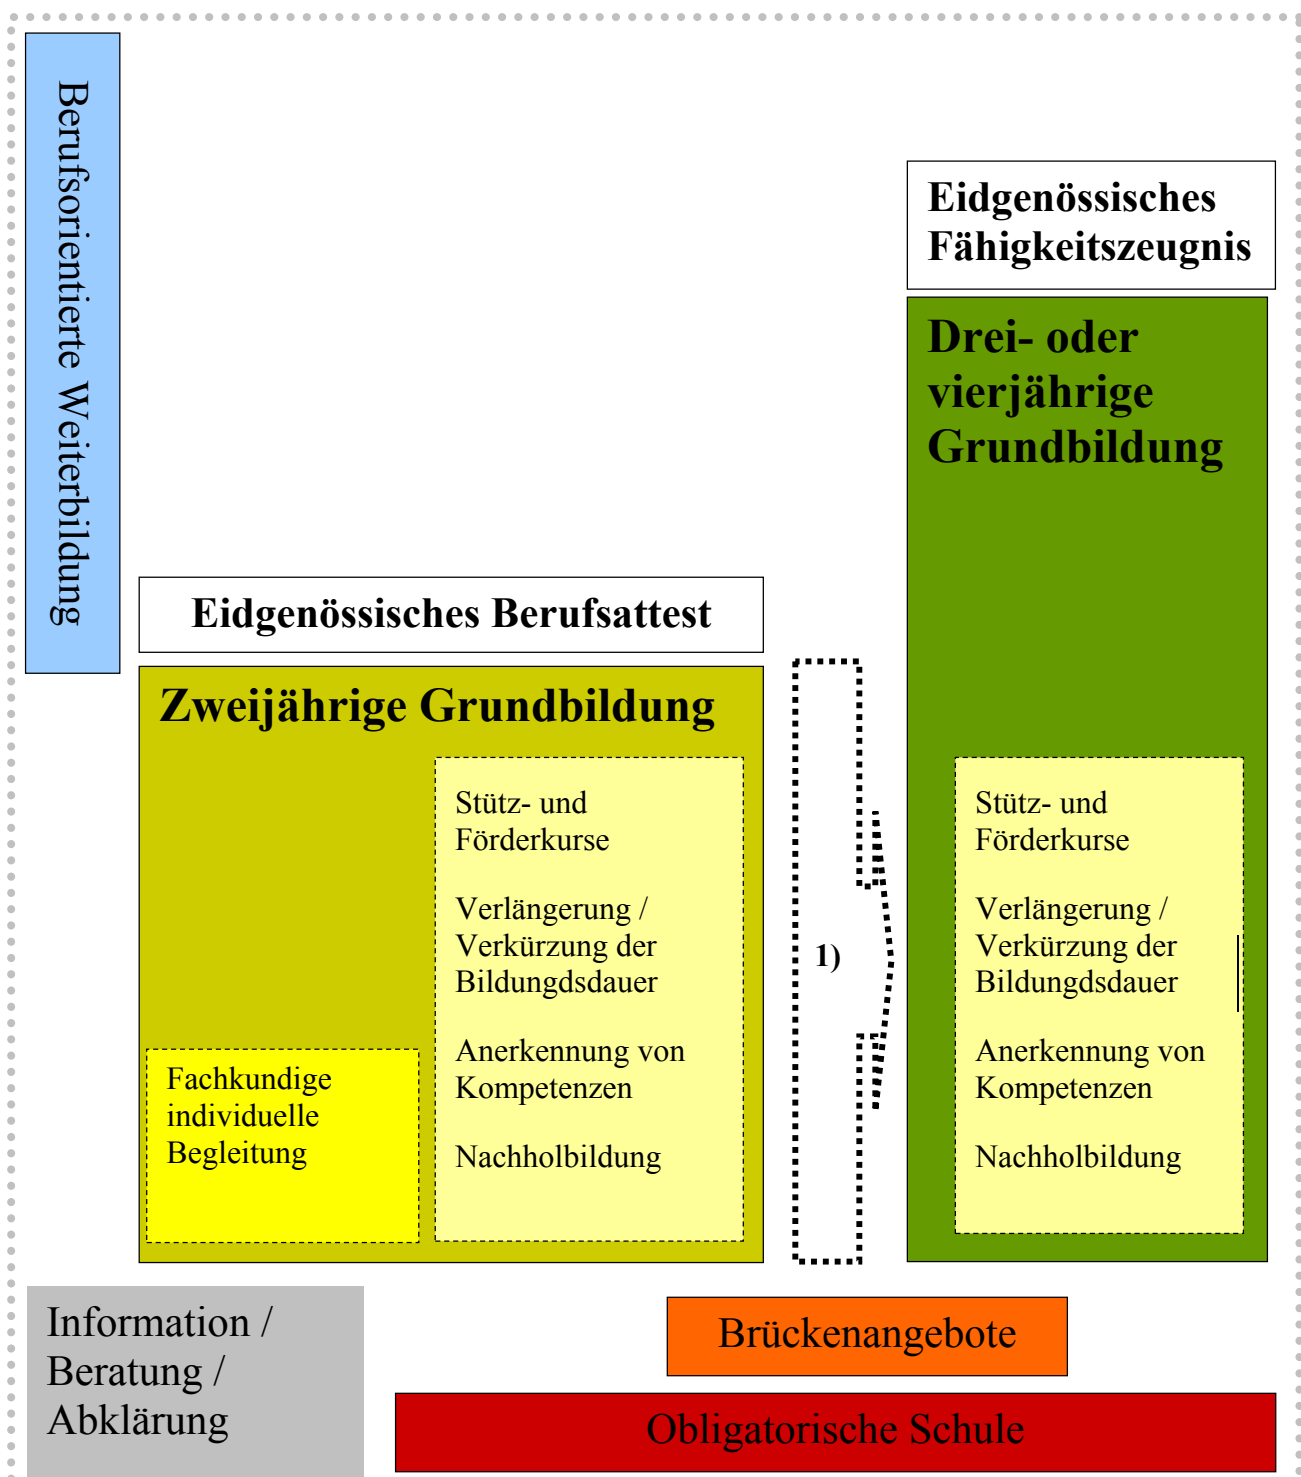 Berufsorientierte Weiterbildung
Eidgenössisches
Fähigkeitszeugnis
Drei- oder
vierjährige
Grundbildung
Eidgenössisches Berufsattest
Zweijährige Grundbildung
Stütz- und
Förderkurse
Verlängerung /
Verkürzung der
Bildungdsdauer
Anerkennung von
Kompetenzen
Nachholbildung
Fachkundige
individuelle
Begleitung
1)
Stütz- und
Förderkurse
Verlängerung /
Verkürzung der
Bildungdsdauer
Anerkennung von
Kompetenzen
Nachholbildung
Information /
Beratung /
Abklärung
Brückenangebote
Obligatorische Schule